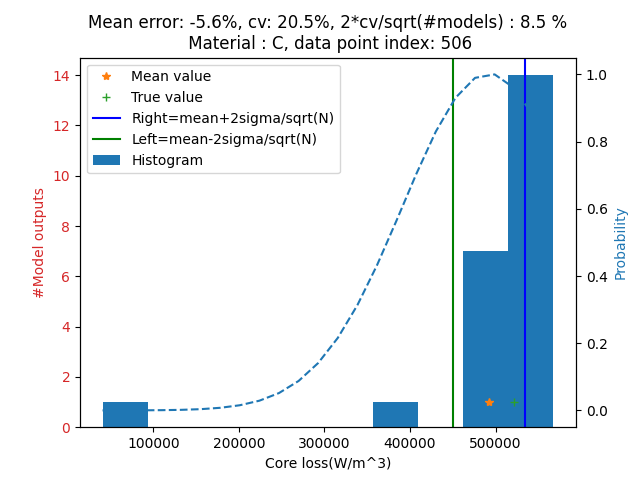 Mean error: -5.6%, cv: 20.5%, 2*cv/sqrt(#models) : 8.5 %
Material : C, data point index: 506
Mean value
True value
Right=mean+2sigma/sqrt(N)
Left=mean-2sigma/sqrt(N)
Histogram
#Model outputs
14
12
10
8
6
4
2
0
1.0
0.8
0.6
0.4
0.2
0.0
Probability
100000 200000 300000 400000 500000
Core loss(W/m^3)